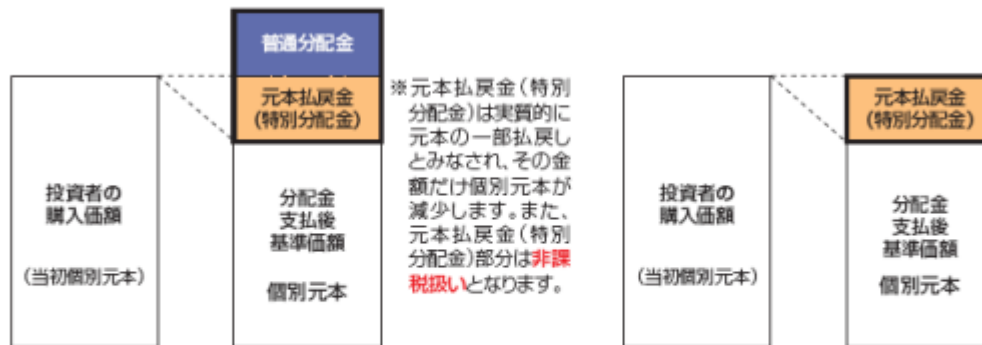 普通分配金
元本払戻金
(特別分配金)
投資者の
購入価額
(当初個別元本)
分配金
支払後
基準価額
個別元本
※元本払戻金(特別
分配金)は実質的に
元本の一部払戻し
とみなされ、その金
額だけ個別元本が
減少します。また、
元本払戻金(特別
分配金)部分は非課
税扱いとなります。
元本払戻金
(特別分配金)
投資者の
購入価額
(当初個別元本)
分配金
支払後
基準価額
個別元本